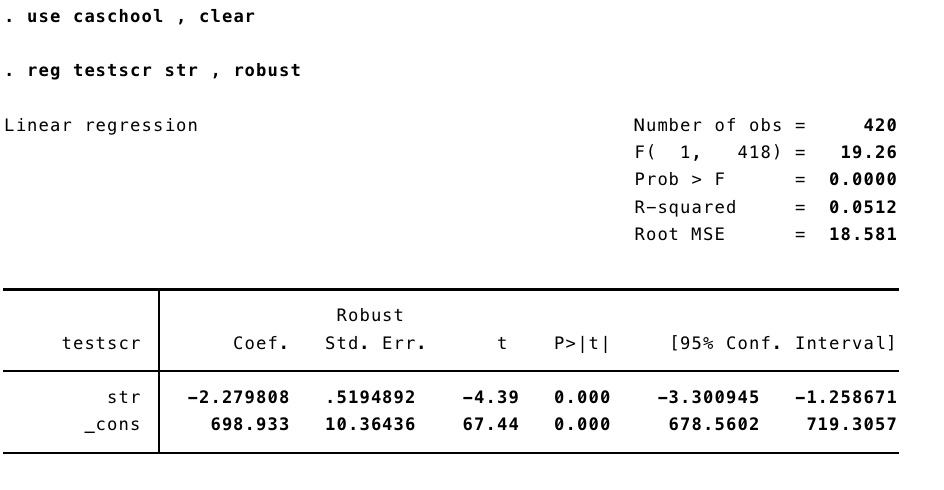 . use caschool , clear
. reg testscr str , robust
Linear regression Number of obs = 420
F( 1, 418) = 19.26
Prob > F = 0.0000
R-squared = 0.0512
Root MSE = 18.581
Robust
testscr Coef. Std. Err. t P>|t| [95% Conf. Interval]
str -2.279808 .5194892 -4.39 0.000 -3.300945 -1.258671
_cons 698.933 10.36436 67.44 0.000 678.5602 719.3057